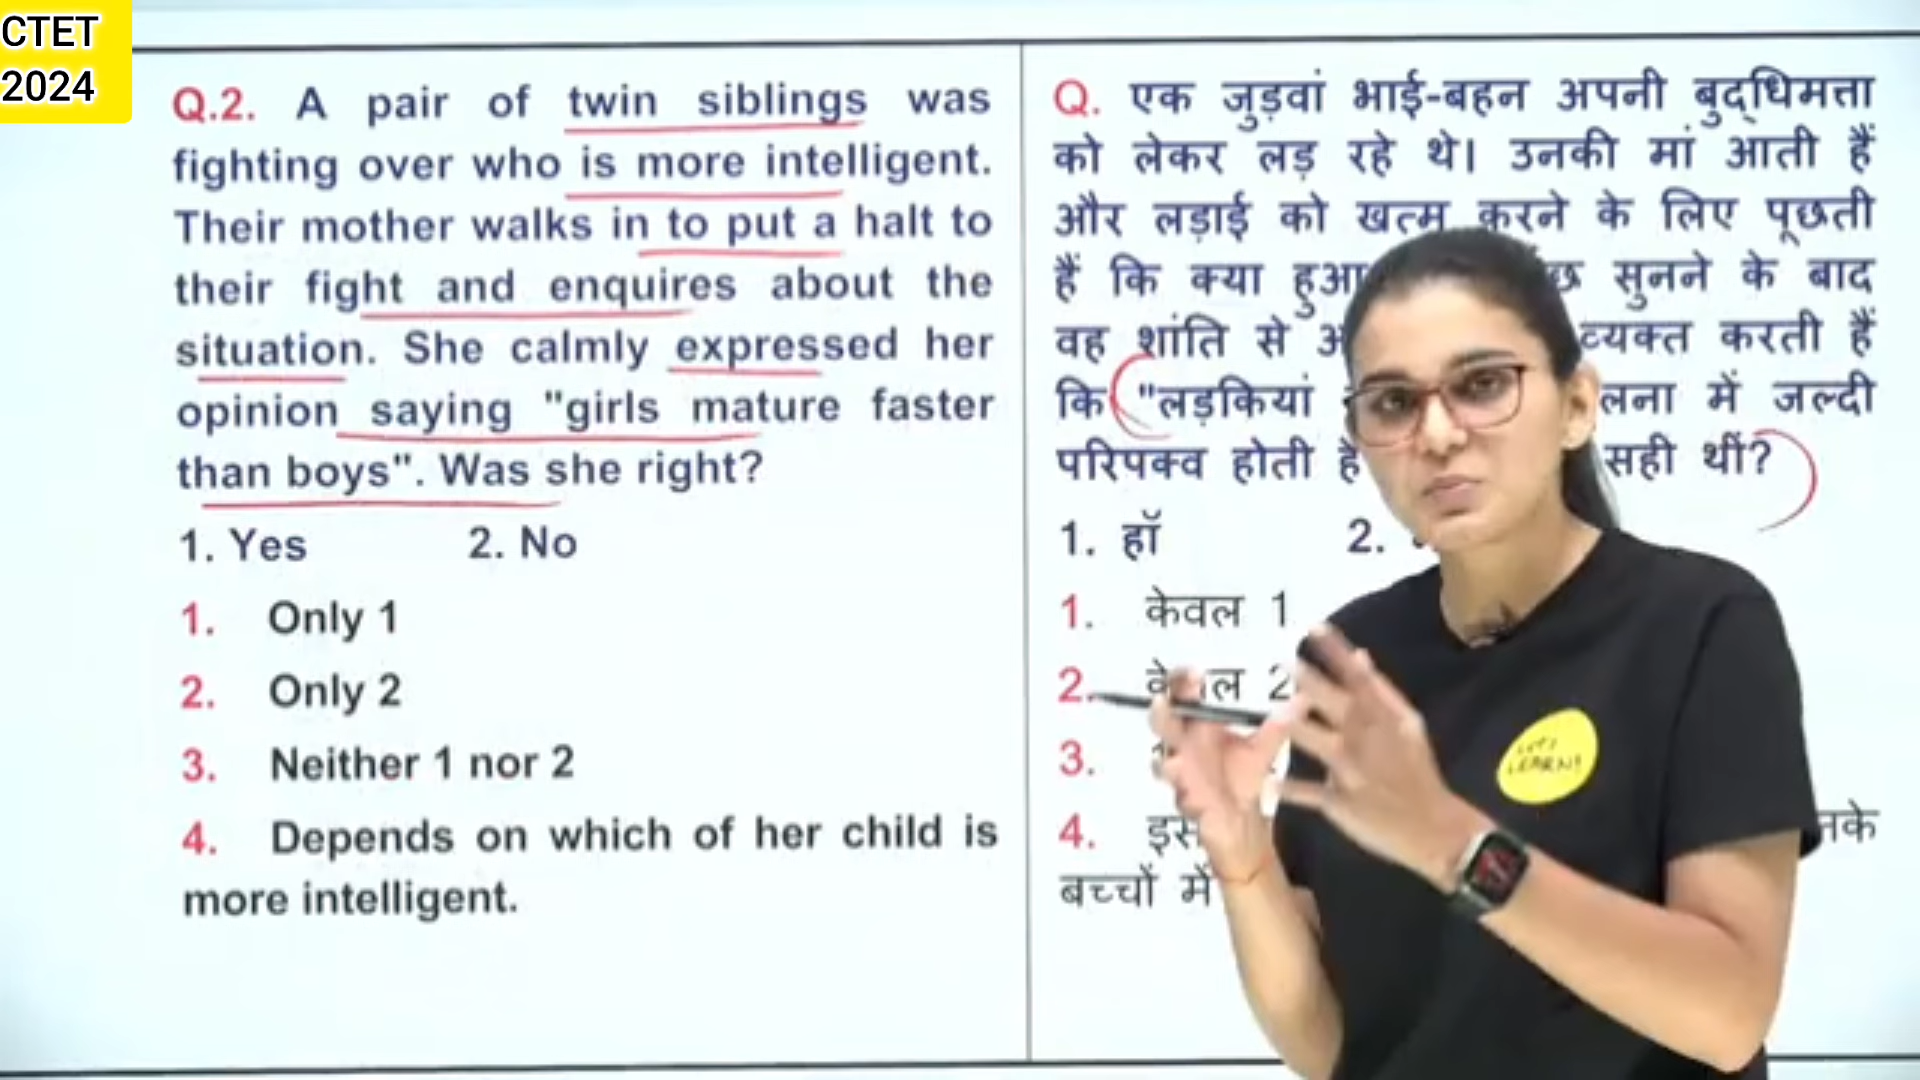 CTET
2024
Q.2. A pair of twin siblings was
fighting over who is more intelligent.
Their mother walks in to put a halt to
their fight and enquires about the
situation. She calmly expressed her
opinion saying "girls mature faster
than boys". Was she right?
1. Yes 2. No
1. Only 1
2. Only 2
3. Neither 1 nor 2
4. Depends on which of her child is
more intelligent.
Q. एक जुड़वां भाई-बहन अपनी बुद्धिमत्ता
को लेकर लड़ रहे थे। उनकी मां आती हैं
और लड़ाई को खत्म करने के लिए पूछती
हैं कि क्या सुनने के बाद
वह शांति से व्यक्त करती हैं
कि "लड़कियां में जल्दी
परिपक्व होती सही थीं?
1. हॉ 2.
1. केवल 1
2. 2
3.
4.
बच्चों में
LET'S
LEARN!